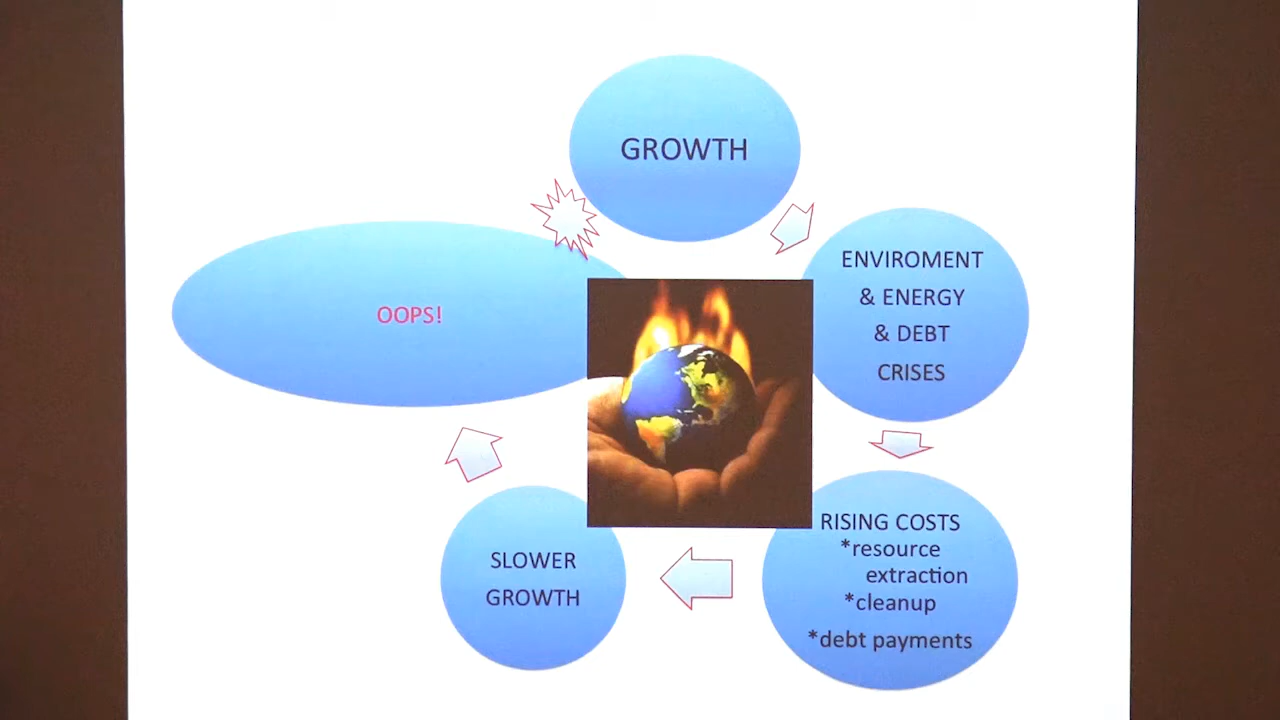 GROWTH
ENVIROMENT
& ENERGY
& DEBT
CRISES
RISING COSTS
*resource
extraction
*cleanup
*debt payments
SLOWER
GROWTH
OOPS!